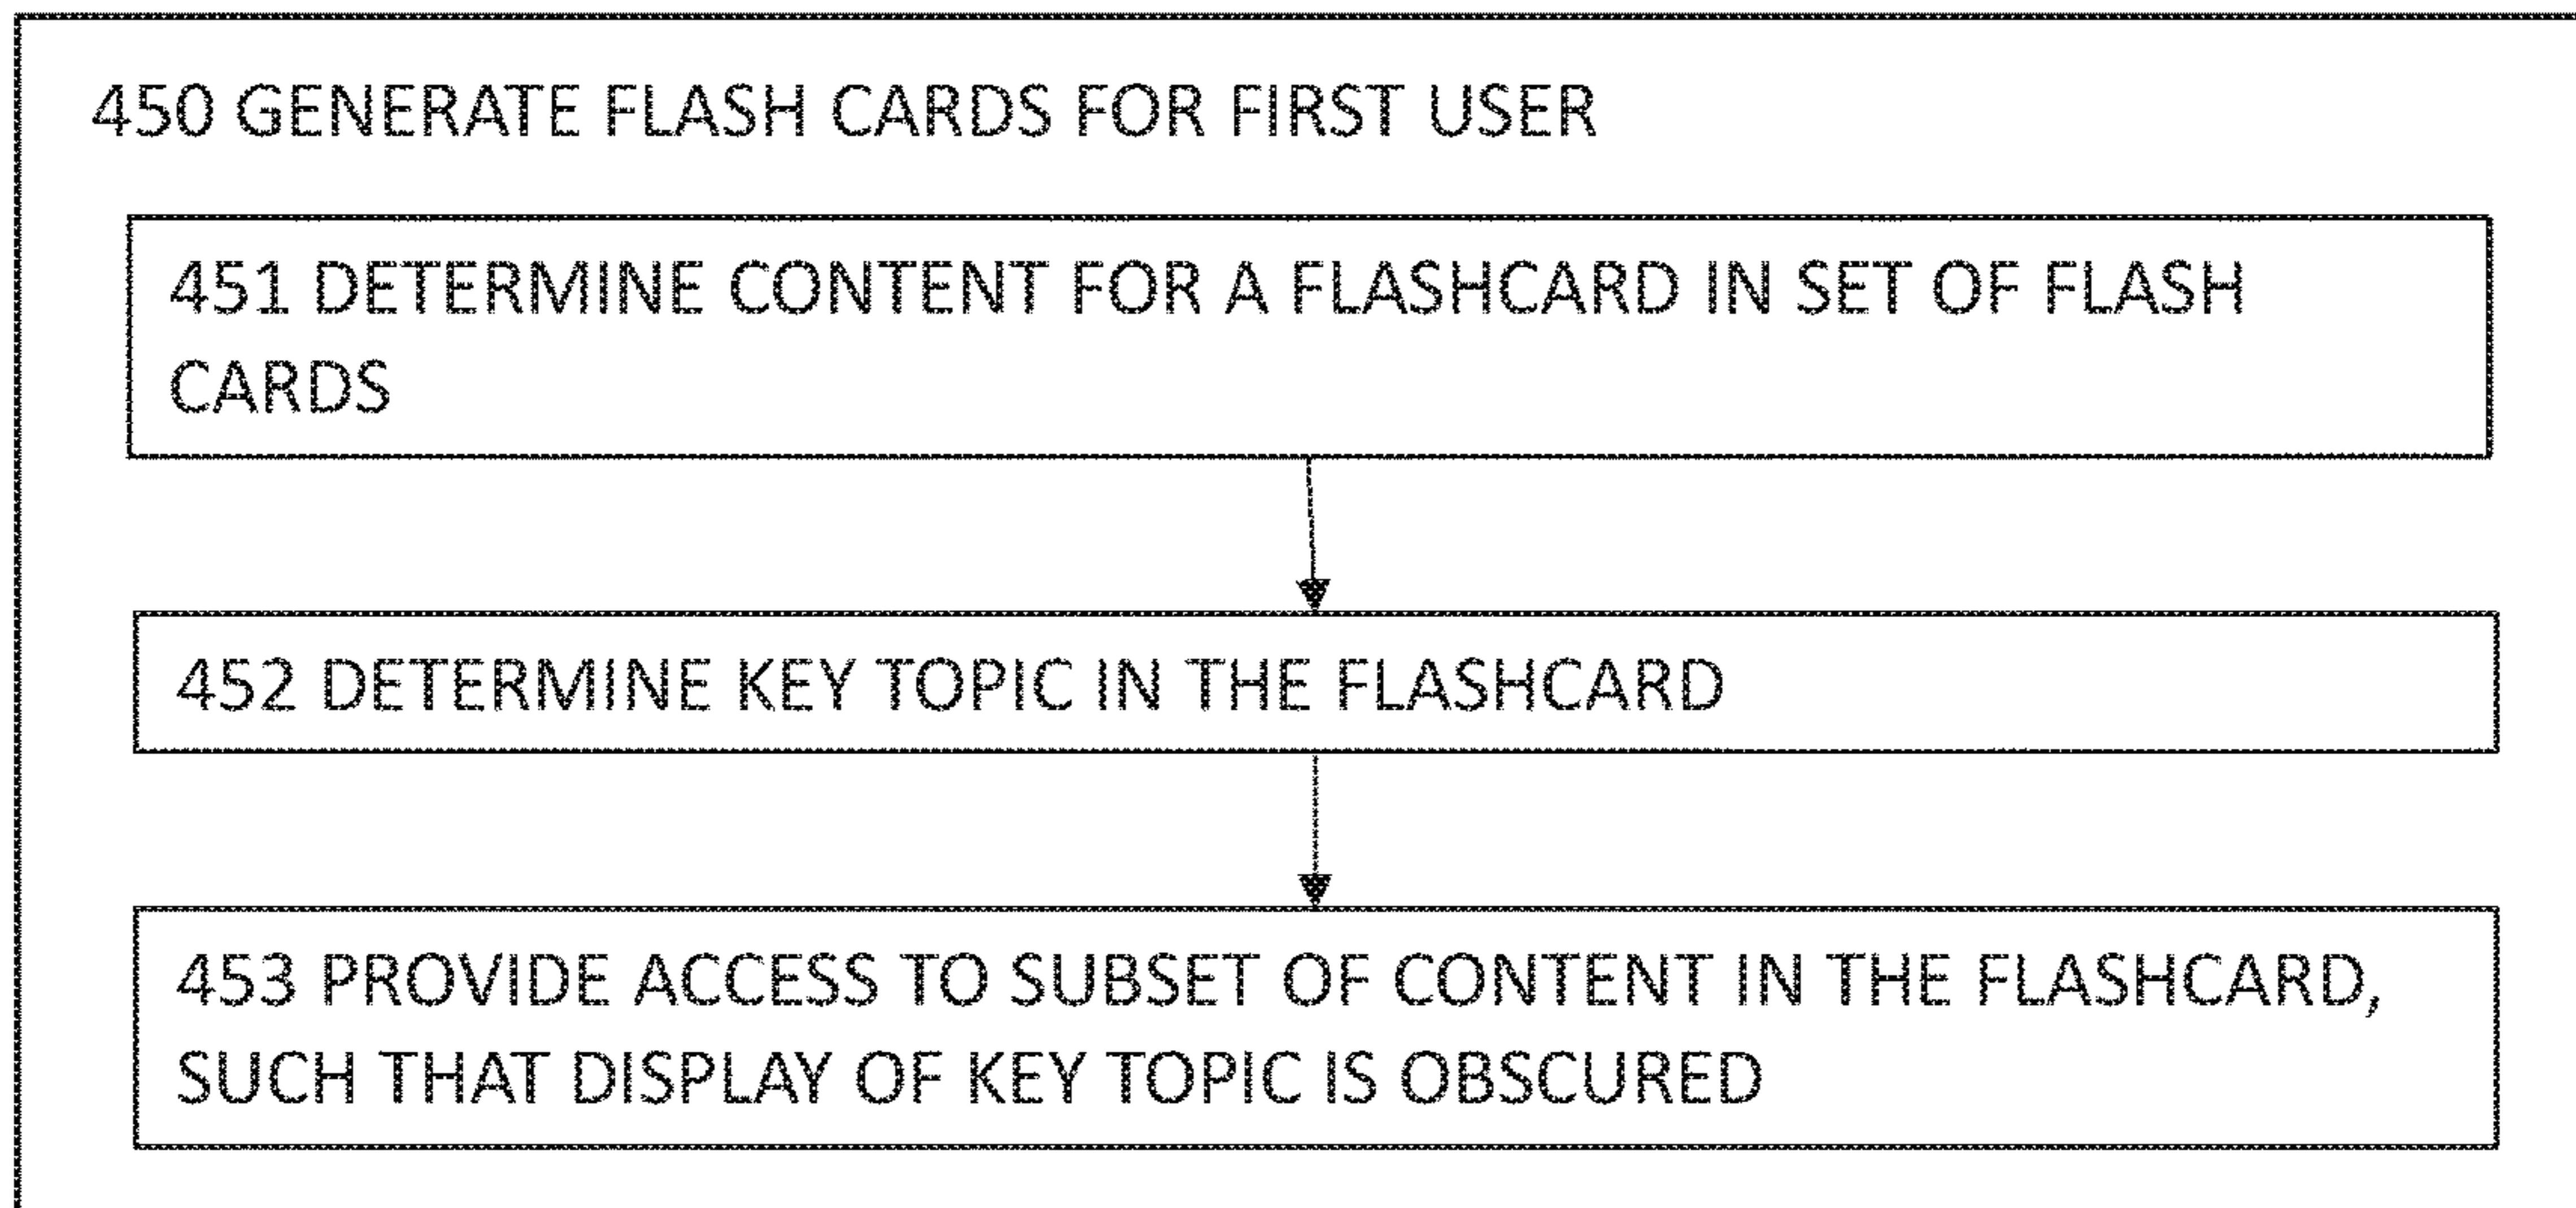 450 GENERATE FLASH CARDS FOR FIRST USER
451 DETERMINE CONTENT FOR A FLASHCARD IN SET OF FLASH
CARDS
452 DETERMINE KEY TOPIC IN THE FLASHCARD
453 PROVIDE ACCESS TO SUBSET OF CONTENT IN THE FLASHCARD,
SUCH THAT DISPLAY OF KEY TOPIC IS OBSCURED